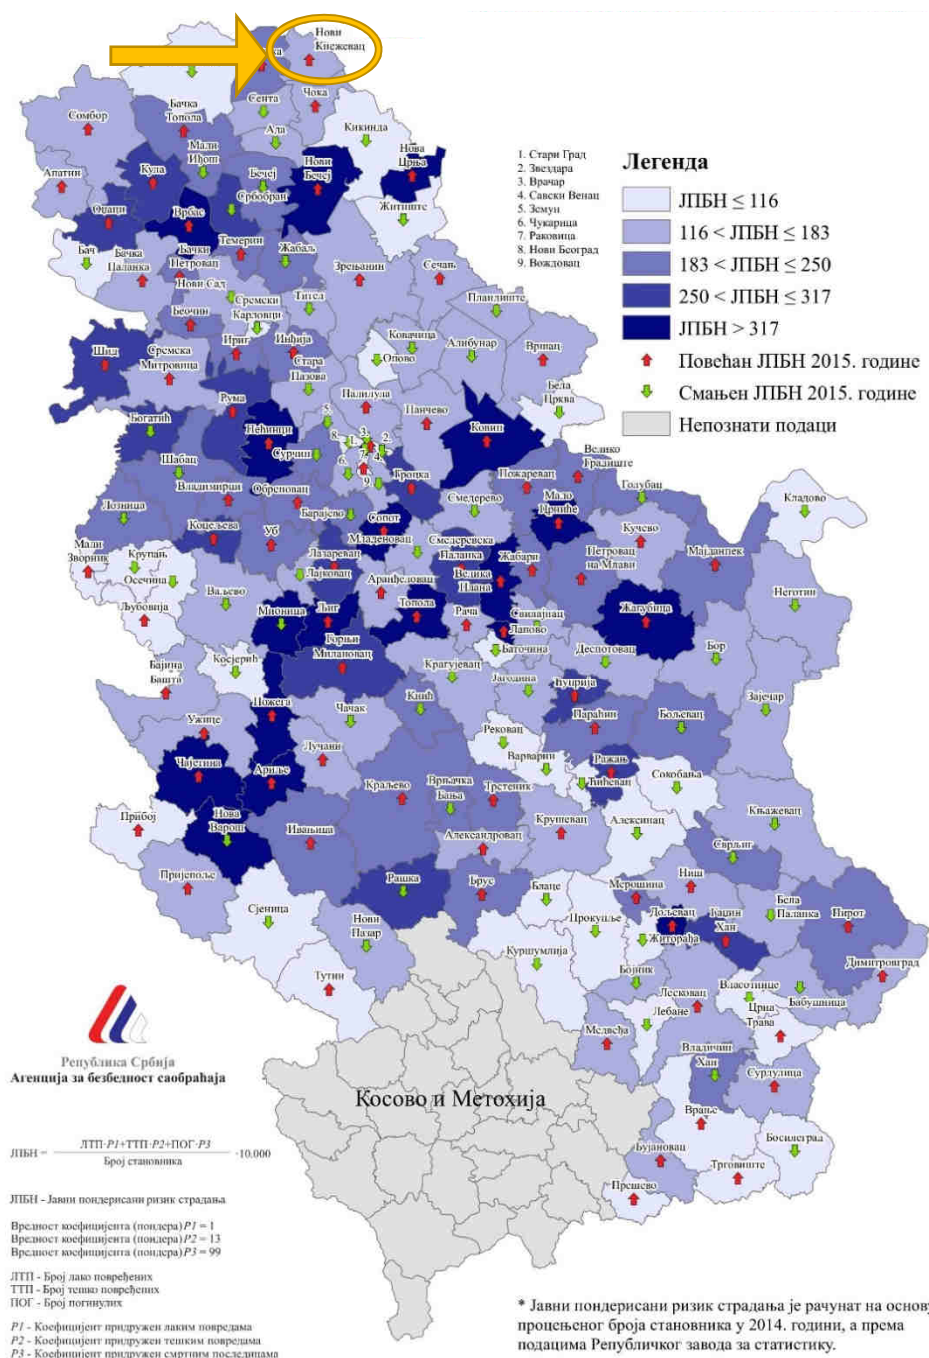 Нови
Кнежевац
Сента
Чока
Сомбор
Бачка
Топола
Ада
Кикинда
Мали
Иђош
Апатин
Кула
Бечеј
Нови
Бечеј
Нова
Црња
Оџаци
Врбас
Србобран
Житиште
Бач
Бачка
Паланка
Бачки
Петровац
Темерин
Жабаљ
Зрењанин
Сечањ
Нови Сад
Тител
Пландиште
Беочин
Сремски
Карловци
Ковачица
Опово
Алибунар
Вршац
Шид
Сремска
Митровица
Ириг
Инђија
Стара
Пазова
Бела
Црква
Рума
Палилула
Панчево
Ковин
Богатић
Пећинци
Сурчин
Шабац
Владимирци
Обреновац
Гроцка
Пожаревац
Велико
Градиште
Голубац
Лозница
Коцељева
Уб
Барајево
Сопот
Смедерево
Мало
Црниће
Кладово
Кучево
Мали
Зворник
Крупањ
Осечина
Младеновац
Смедеревска
Паланка
Жабари
Петровац
на Млави
Мајданпек
Љубовија
Ваљево
Лазаревац
Лајковац
Аранђеловац
Велика
Плана
Неготин
Мионица
Љиг
Топола
Рача
Свилајнац
Лапово
Жагубица
Косјерић
Горњи
Милановац
Баточина
Деспотовац
Бор
Бајина
Башта
Крагујевац
Јагодина
Ћуприја
Зајечар
Пожега
Чачак
Кнић
Параћин
Бољевац
Ужице
Лучани
Рековац
Варварин
Ражањ
Ћићевац
Сокобања
Чајетина
Ариље
Краљево
Врњачка
Бања
Трстеник
Крушевац
Алексинац
Књажевац
Прибој
Нова
Варош
Ивањица
Александровац
Сврљиг
Пријепоље
Рашка
Брус
Блаце
Мерошина
Ниш
Бела
Паланка
Пирот
Сјеница
Нови
Пазар
Прокупље
Дољевац
Житорађа
Гаџин
Хан
Димитровград
Тутин
Куршумлија
Бојник
Лесковац
Власотинце
Бабушница
Лебане
Црна
Трава
Медвеђа
Владичин
Хан
Сурдулица
Врање
Босилеград
Бујановац
Трговиште
Прешево
Косово и Метохија
1. Стари Град
2. Звездара
3. Врачар
4. Савски Венац
5. Земун
6. Чукарица
7. Раковица
8. Нови Београд
9. Вождовац
Легенда
ЈПБН ≤ 116
116 < ЈПБН ≤ 183
183 < ЈПБН ≤ 250
250 < ЈПБН ≤ 317
ЈПБН > 317
Повећан ЈПБН 2015. године
Смањен ЈПБН 2015. године
Непознати подаци
Република Србија
Агенција за безбедност саобраћаја
ЈПБН = ЛТП·P1+ТТП·P2+ПОГ·P3
Број становника
·10.000
ЈПБН - Јавни пондерисани ризик страдања
Вредност коефицијента (пондера) P1 = 1
Вредност коефицијента (пондера) P2 = 13
Вредност коефицијента (пондера) P3 = 99
ЛТП - Број лако повређених
ТТП - Број тешко повређених
ПОГ - Број погинулих
P1 - Коефицијент придружен лаким повредама
P2 - Коефицијент придружен тешким повредама
P3 - Коефицијент придружен смртним последицама
* Јавни пондерисани ризик страдања је рачунат на основу
процењеног броја становника у 2014. години, а према
подацима Републичког завода за статистику.